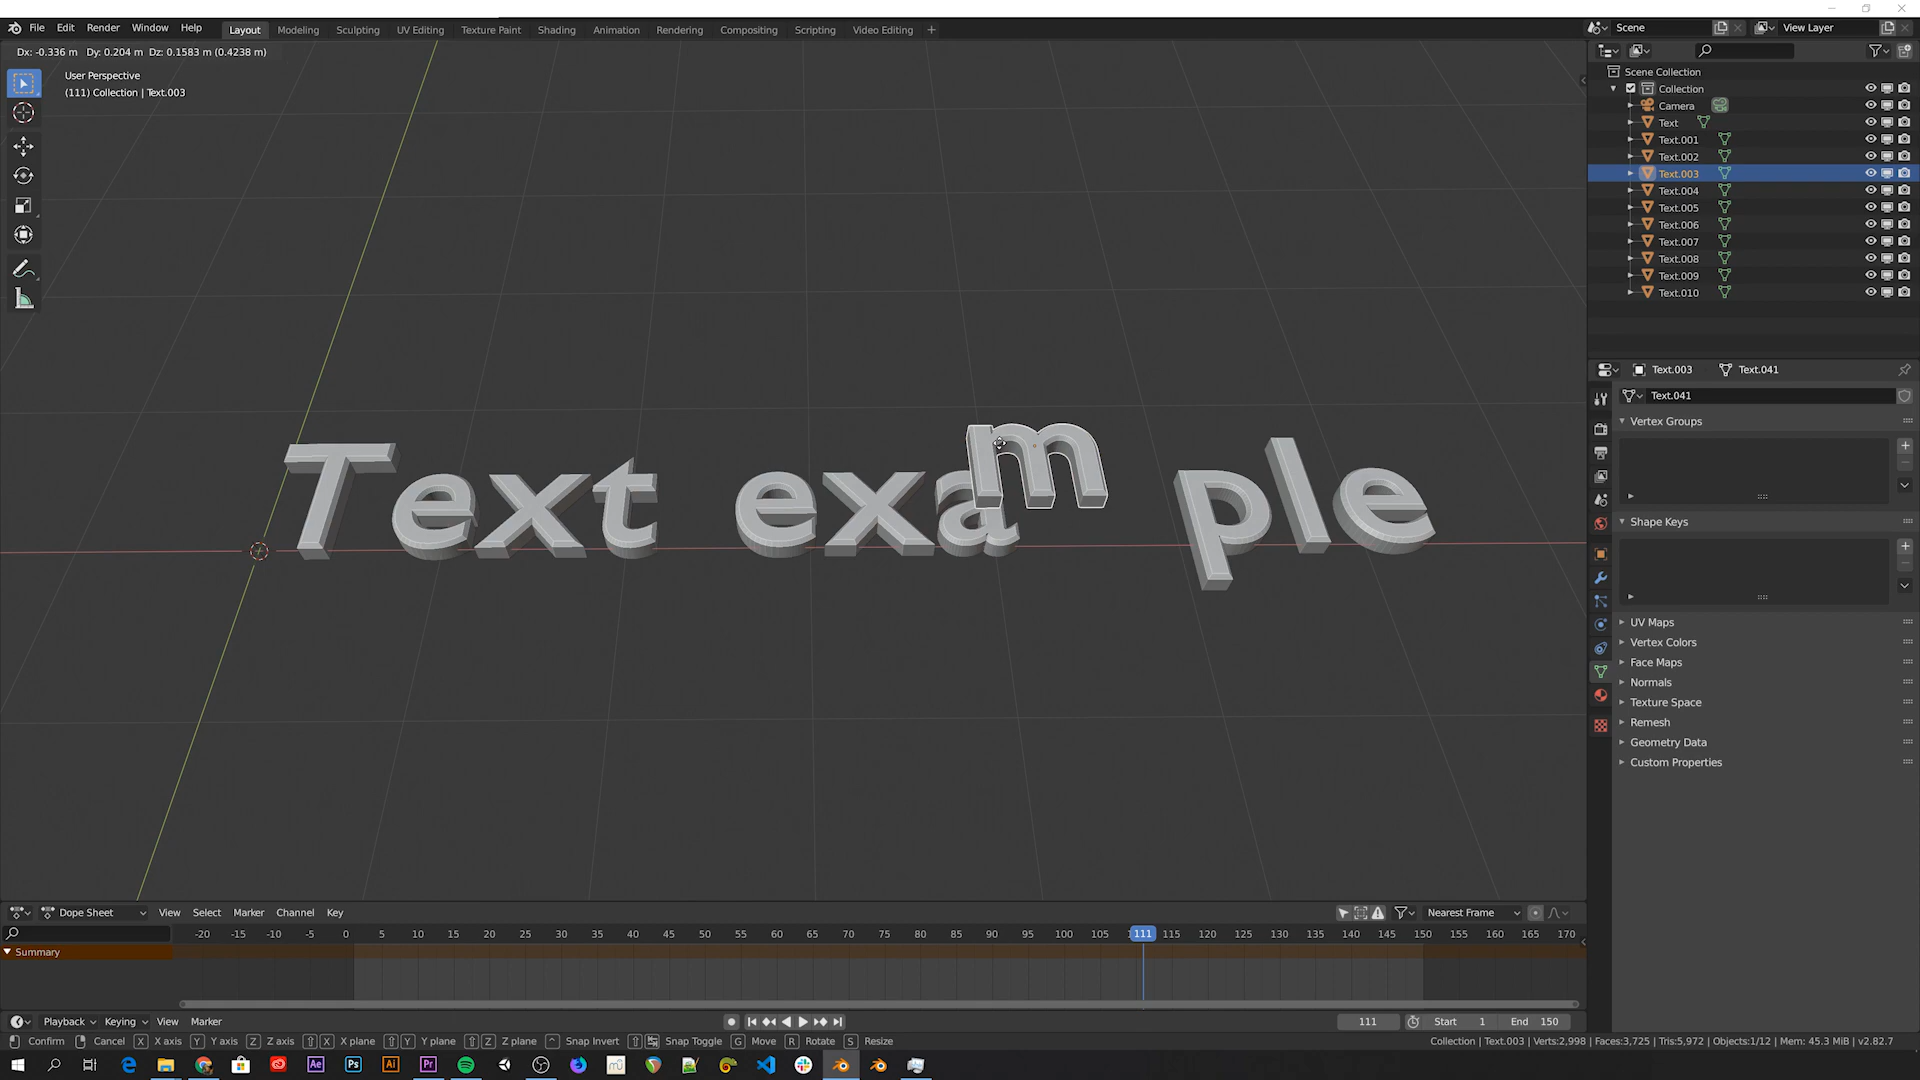 File Edit Render Window Help Layout Modeling Sculpting UV Editing Texture Paint Shading Animation Rendering Compositing Scripting Video Editing + Scene View Layer
Dx: -0.336 m Dy: 0.204 m Dz: 0.1583 m (0.4238 m)
User Perspective
(111) Collection | Text.003
Text exa m ple
Scene Collection
Collection
Camera
Text
Text.001
Text.002
Text.003
Text.004
Text.005
Text.006
Text.007
Text.008
Text.009
Text.010
Text.003 Text.041
Text.041
Vertex Groups
Shape Keys
UV Maps
Vertex Colors
Face Maps
Normals
Texture Space
Remesh
Geometry Data
Custom Properties
Dope Sheet View Select Marker Channel Key Nearest Frame
-20 -15 -10 -5 0 5 10 15 20 25 30 35 40 45 50 55 60 65 70 75 80 85 90 95 100 105 111 115 120 125 130 135 140 145 150 155 160 165 170
Summary
Playback Keying View Marker 111 Start 1 End 150
Confirm Cancel X X axis Y Y axis Z Z axis X X plane Y Y plane Z Z plane Snap Invert Snap Toggle G Move R Rotate S Resize Collection | Text.003 | Verts:2,998 | Faces:3,725 | Tris:5,972 | Objects:1/12 | Mem: 45.3 MiB | v2.82.7
Ae Ps Ai Pr